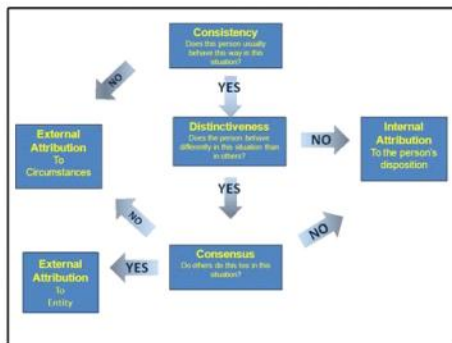 Consistency
Does this person usually
behave this way in this
situation?
NO
YES
External
Attribution
To
Circumstances
Distinctiveness
Does the person behave
differently in this situation than
in others?
NO
Internal
Attribution
To the person's
disposition
YES
NO
NO
External
Attribution
To
Entity
YES
Consensus
Do others do this too in this
situation?